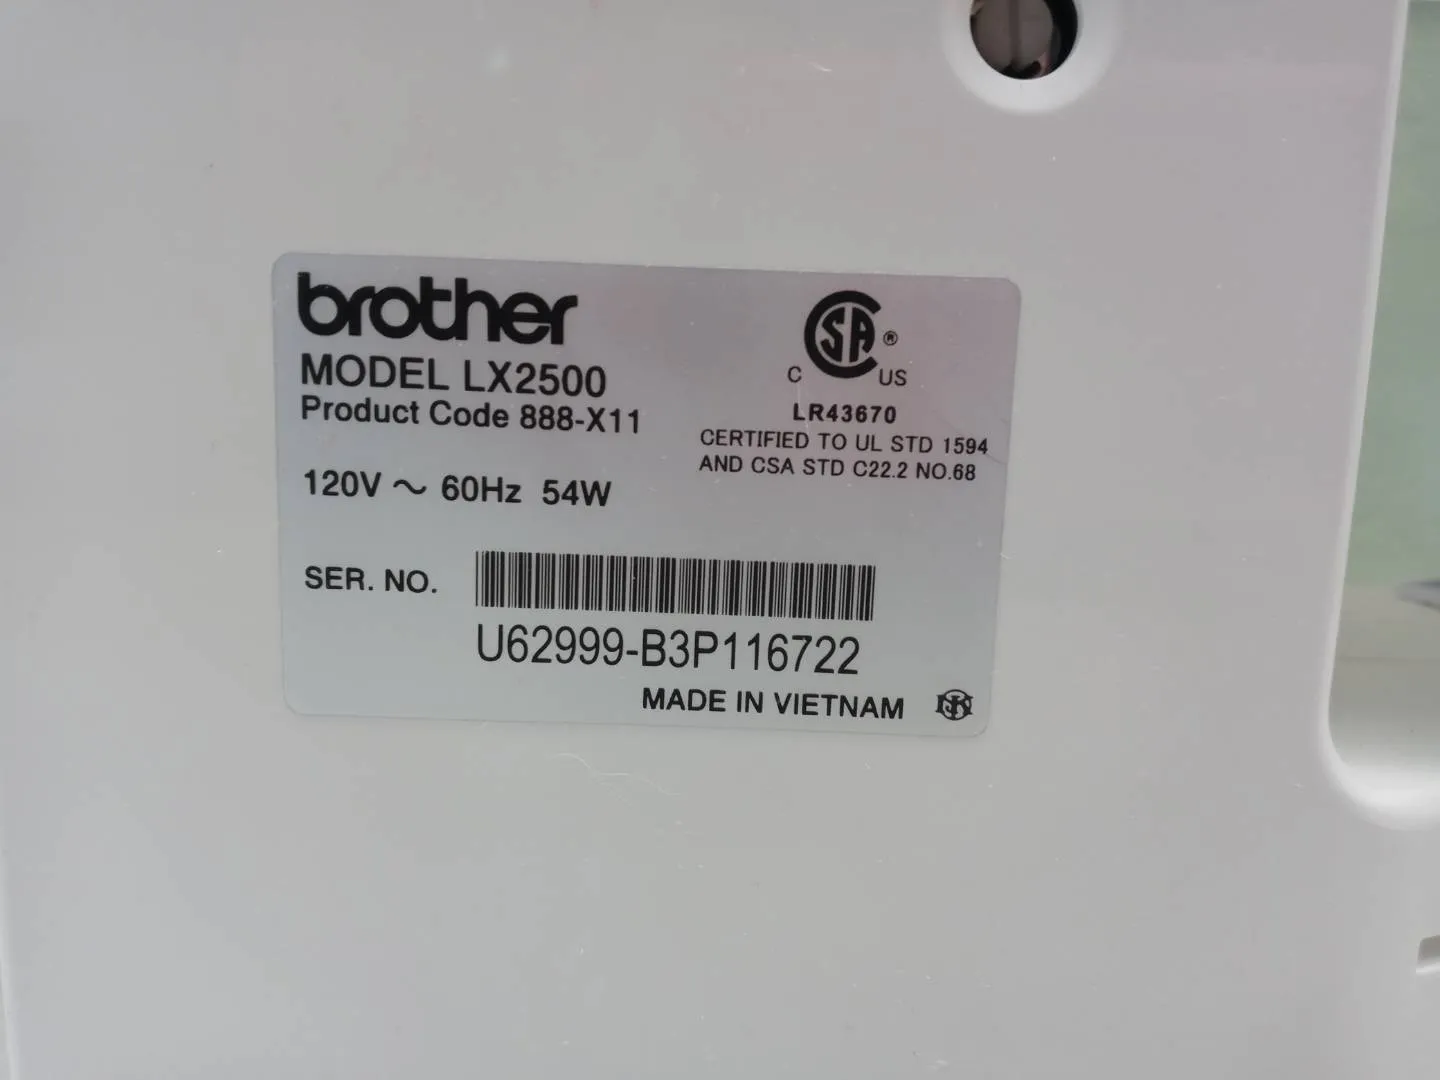 brother
MODEL LX2500
Product Code 888-X11
120V ~ 60Hz 54W
CSA ®
C US
LR43670
CERTIFIED TO UL STD 1594
AND CSA STD C22.2 NO.68
SER. NO.
U62999-B3P116722
MADE IN VIETNAM